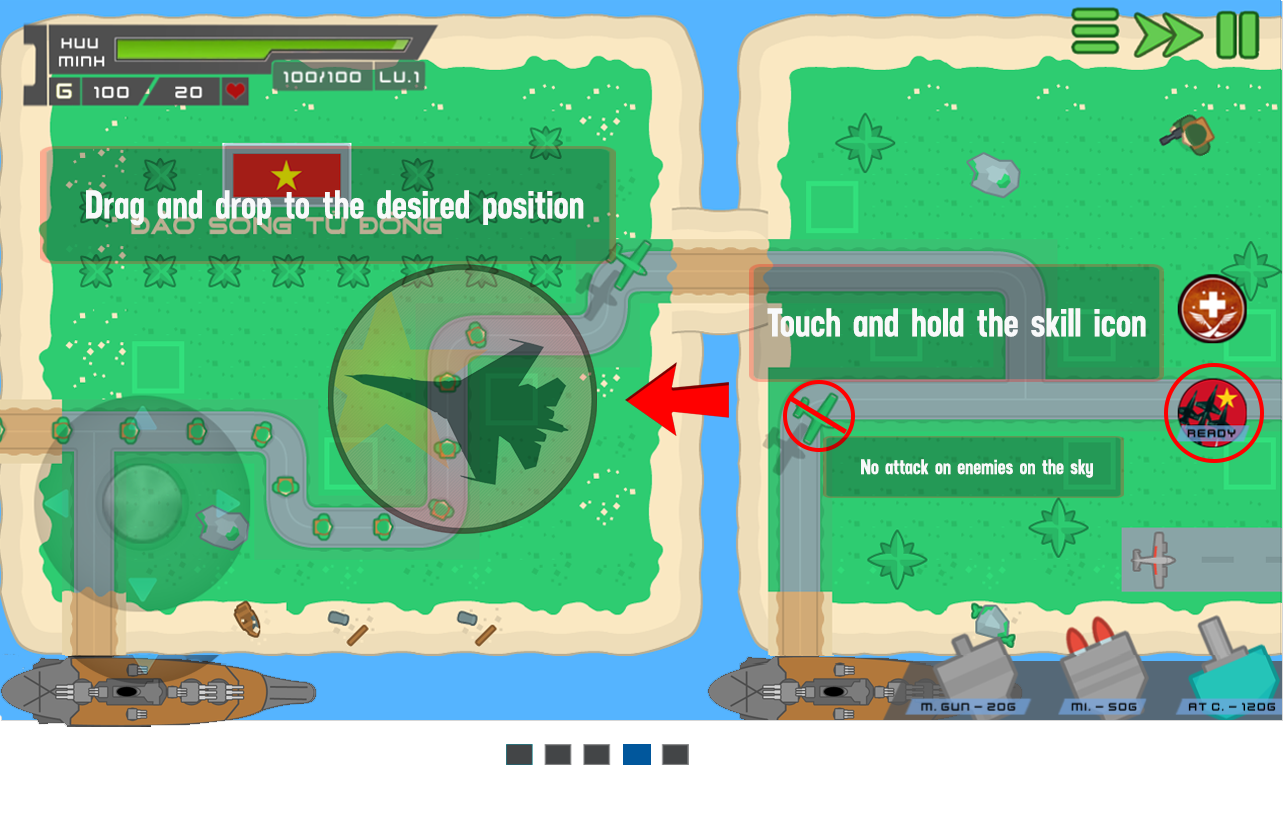 HUU
MINH
100/100 LU.1
G 100 / 20
Drag and drop to the desired position
DAO SONG TU DONG
Touch and hold the skill icon
READY
No attack on enemies on the sky
M. GUN - 20G
MI. - 50G
AT C. - 120G